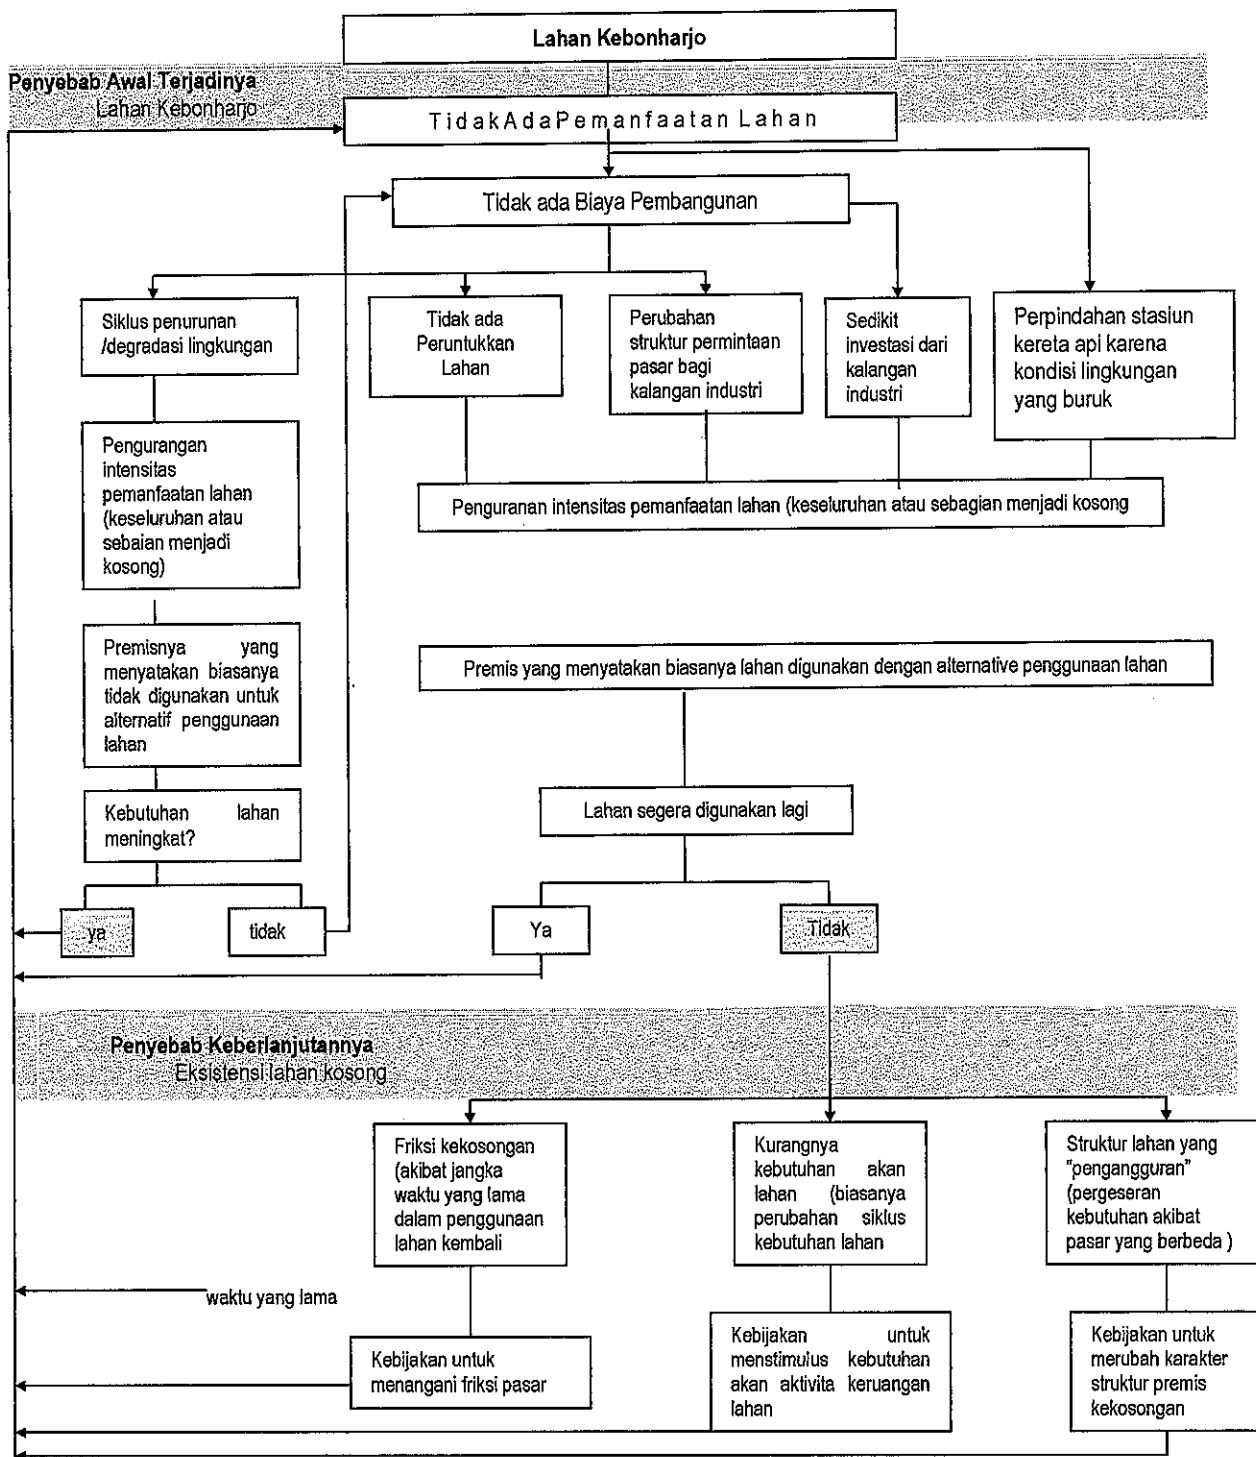 Lahan Kebonharjo
Penyebab Awal Terjadinya
Lahan Kebonharjo
Tidak Ada Pemanfaatan Lahan
Tidak ada Biaya Pembangunan
Siklus penurunan
/degradasi lingkungan
Tidak ada
Peruntukkan
Lahan
Perubahan
struktur permintaan
pasar bagi
kalangan industri
Sedikit
investasi dari
kalangan
industri
Perpindahan stasiun
kereta api karena
kondisi lingkungan
yang buruk
Pengurangan
intensitas
pemanfaatan lahan
(keseluruhan atau
sebaian menjadi
kosong)
Penguranan intensitas pemanfatan lahan (keseluruhan atau sebagian menjadi kosong
Premisnya yang
menyatakan biasanya
tidak digunakan untuk
alternatif penggunaan
lahan
Premis yang menyatakan biasanya lahan digunakan dengan alternative penggunaan lahan
Kebutuhan lahan
meningkat?
Lahan segera digunakan lagi
ya
tidak
Ya
Tidak
Penyebab Keberlanjutannya
Eksistensi lahan kosong
Friksi kekosongan
(akibat jangka
waktu yang lama
dalam penggunaan
lahan kembali
Kurangnya
kebutuhan akan
lahan (biasanya
perubahan siklus
kebutuhan lahan
Struktur lahan yang
"pengangguran"
(pergeseran
kebutuhan akibat
pasar yang berbeda )
waktu yang lama
Kebijakan untuk
menangani friksi pasar
Kebijakan untuk
menstimulus kebutuhan
akan aktivita keruangan
lahan
Kebijakan untuk
merubah karakter
struktur premis
kekosongan